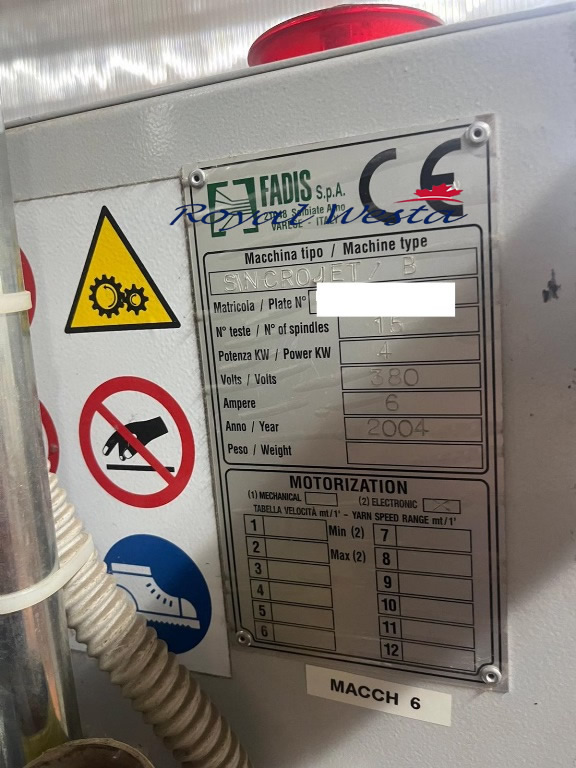 FADIS S.p.A.
21048 Solbiate Arno
VARESE - ITALY
CE
Royal Westa
Macchina tipo / Machine type
SINCROJET / B
Matricola / Plate N°
N° teste / N° of spindles 15
Potenza KW / Power KW 4
Volts / Volts 380
Ampere 6
Anno / Year 2004
Peso / Weight
MOTORIZATION
(1) MECHANICAL (2) ELECTRONIC
TABELLA VELOCITÀ mt/1' - YARN SPEED RANGE mt/1'
1 Min (2) 7
2 Max (2) 8
3 9
4 10
5 11
6 12
MACCH 6